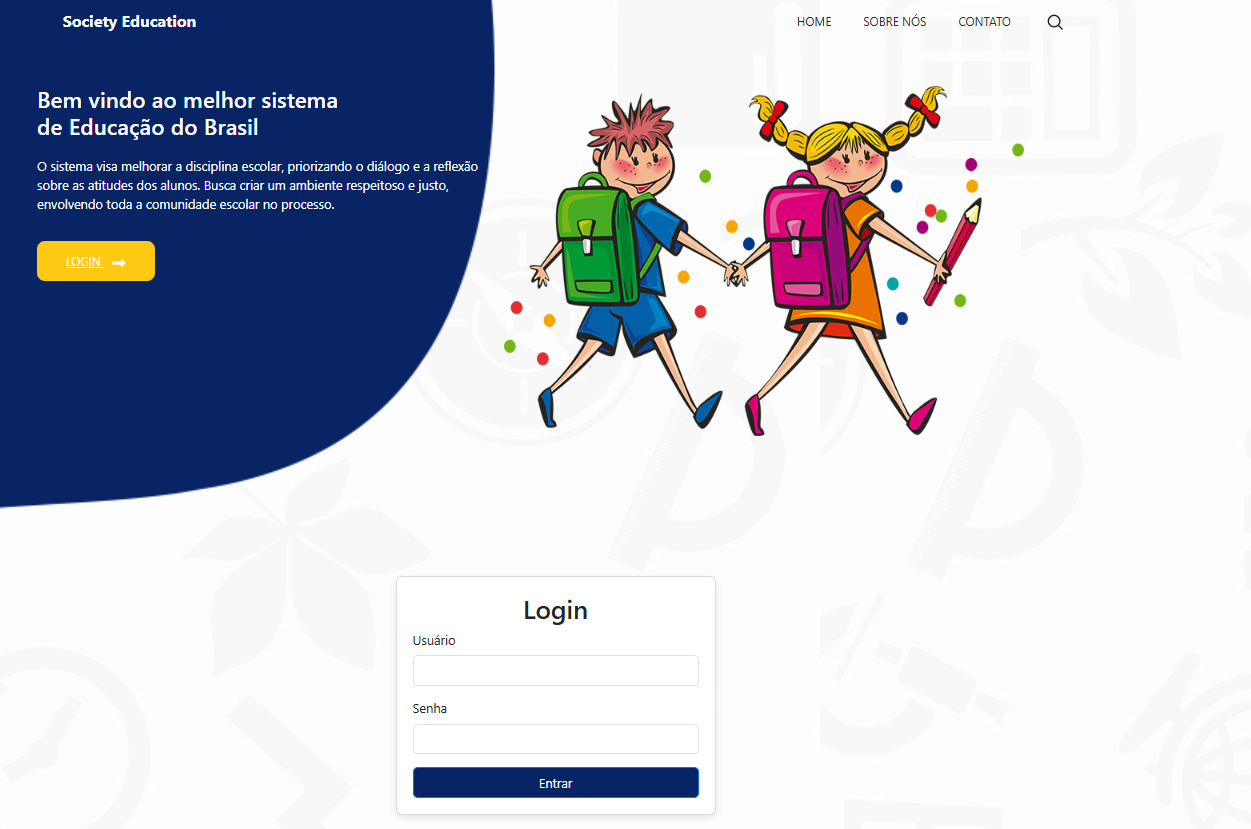 Society Education
HOME
SOBRE NÓS
CONTATO
Bem vindo ao melhor sistema
de Educação do Brasil
O sistema visa melhorar a disciplina escolar, priorizando o diálogo e a reflexão
sobre as atitudes dos alunos. Busca criar um ambiente respeitoso e justo,
envolvendo toda a comunidade escolar no processo.
LOGIN
Login
Usuário
Senha
Entrar